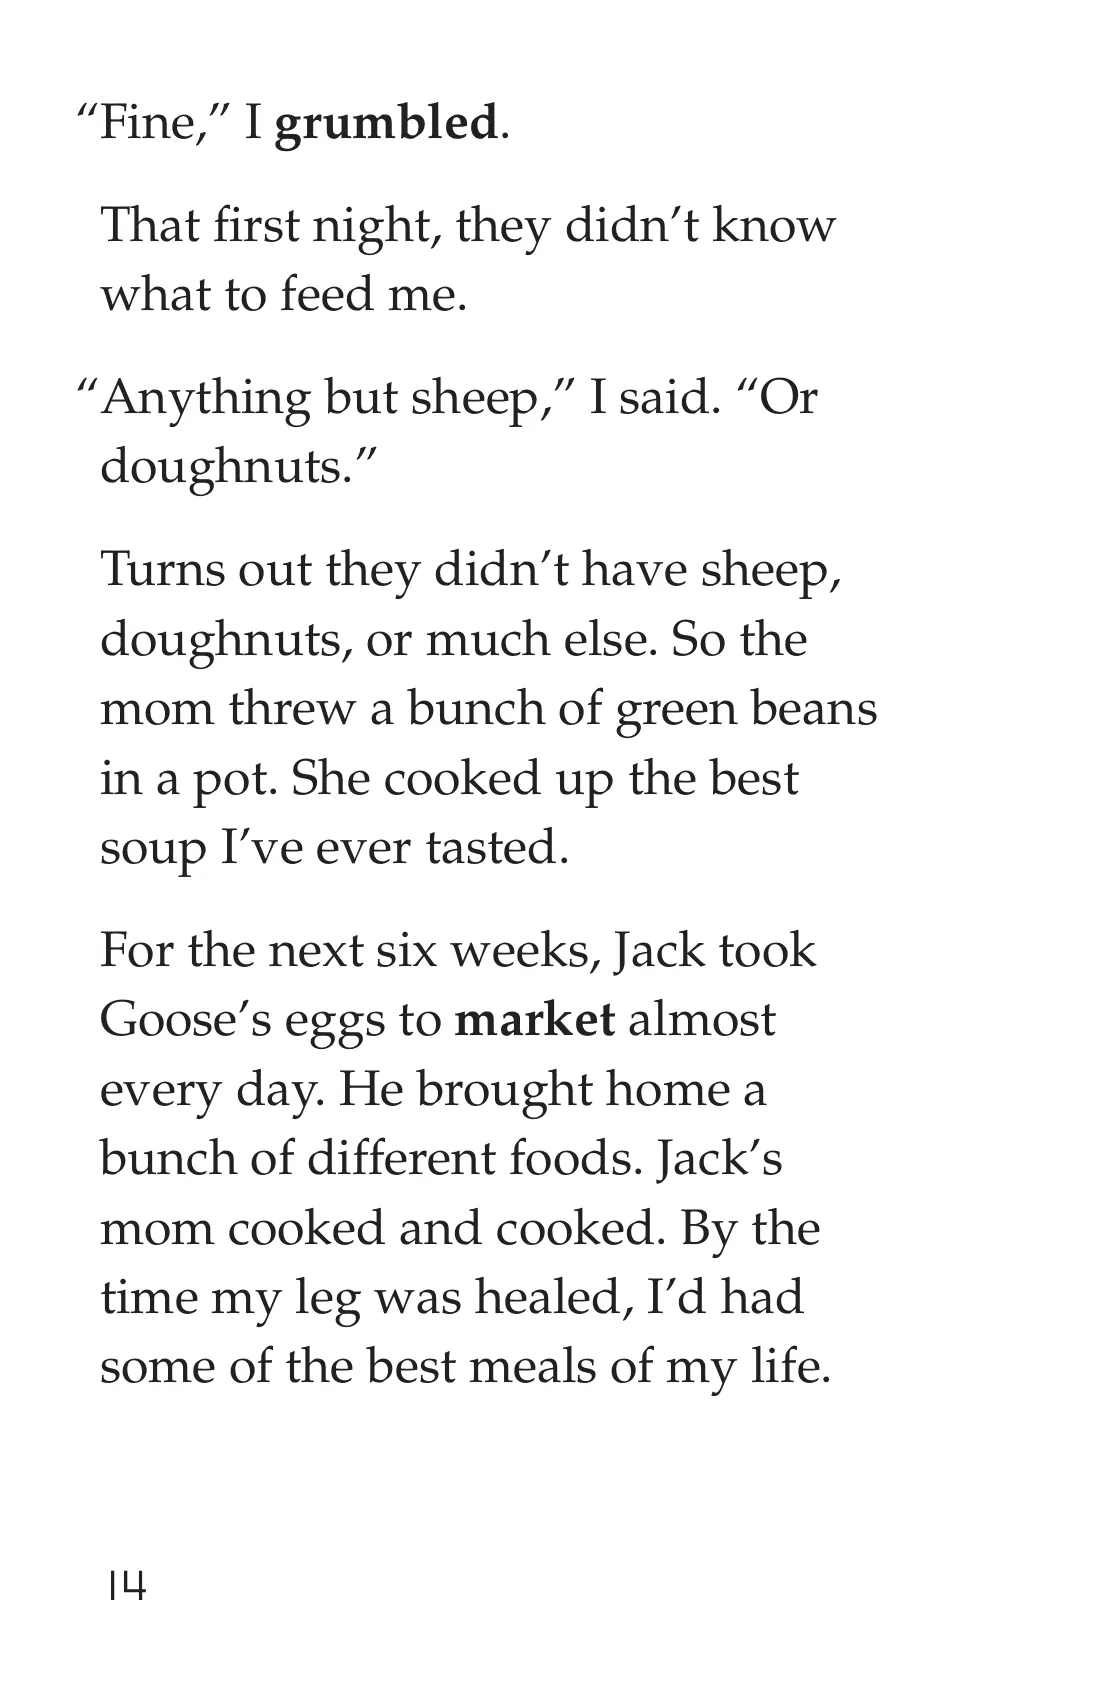 “Fine,” I grumbled.
That first night, they didn’t know
what to feed me.
“Anything but sheep,” I said. “Or
doughnuts.”
Turns out they didn’t have sheep,
doughnuts, or much else. So the
mom threw a bunch of green beans
in a pot. She cooked up the best
soup I’ve ever tasted.
For the next six weeks, Jack took
Goose’s eggs to market almost
every day. He brought home a
bunch of different foods. Jack’s
mom cooked and cooked. By the
time my leg was healed, I’d had
some of the best meals of my life.
14